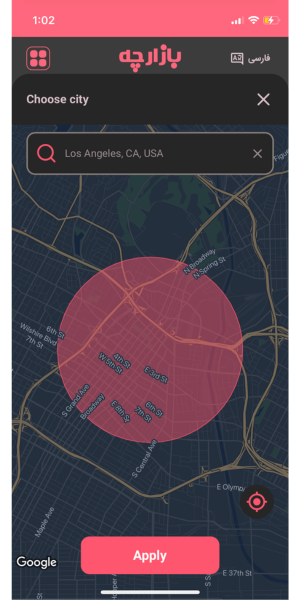 1:02
بازارچه
فارسی
Choose city
Los Angeles, CA, USA
N Broadway
N Spring St
6th St
Wilshire Blvd
7th St
4th St
W 6th St
E 3rd St
S Grand Ave
Broadway
E 6th St
6th St
7th St
S Central Ave
E Olymp
Maple Ave
Apply
Google
E 37th St